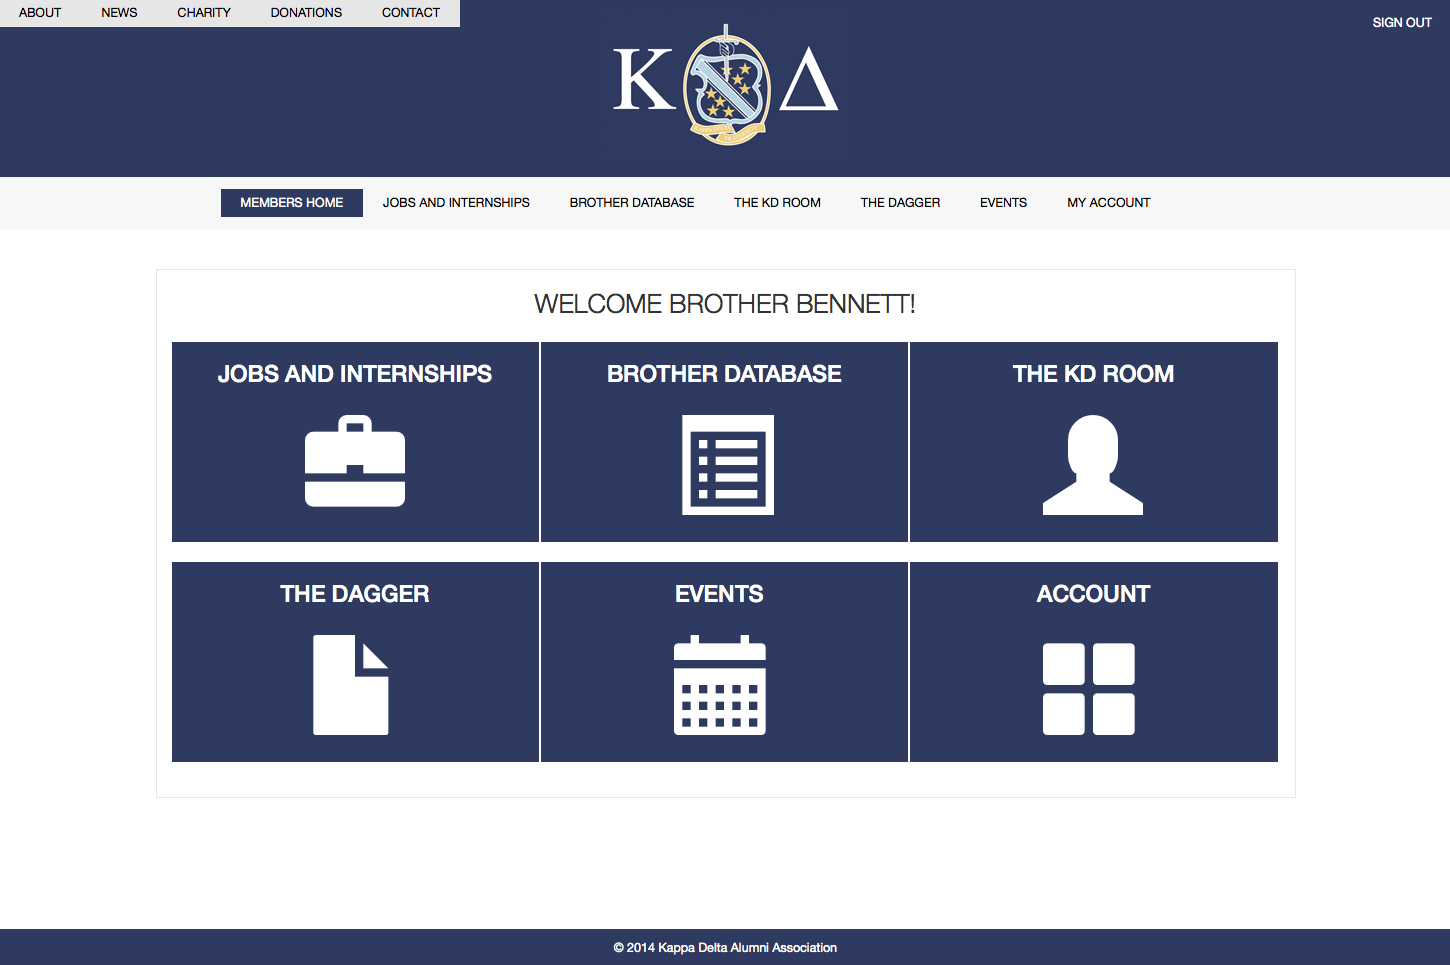 ABOUT NEWS CHARITY DONATIONS CONTACT
SIGN OUT
Κ Δ
MEMBERS HOME JOBS AND INTERNSHIPS BROTHER DATABASE THE KD ROOM THE DAGGER EVENTS MY ACCOUNT
WELCOME BROTHER BENNETT!
JOBS AND INTERNSHIPS BROTHER DATABASE THE KD ROOM
THE DAGGER EVENTS ACCOUNT
© 2014 Kappa Delta Alumni Association